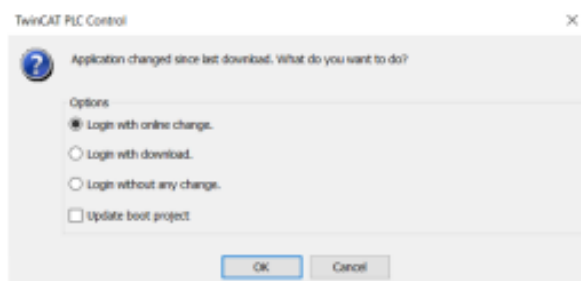 TwinCAT PLC Control
Application changed since last download. What do you want to do?
Options
Login with online change.
Login with download.
Login without any change.
Update boot project
OK
Cancel